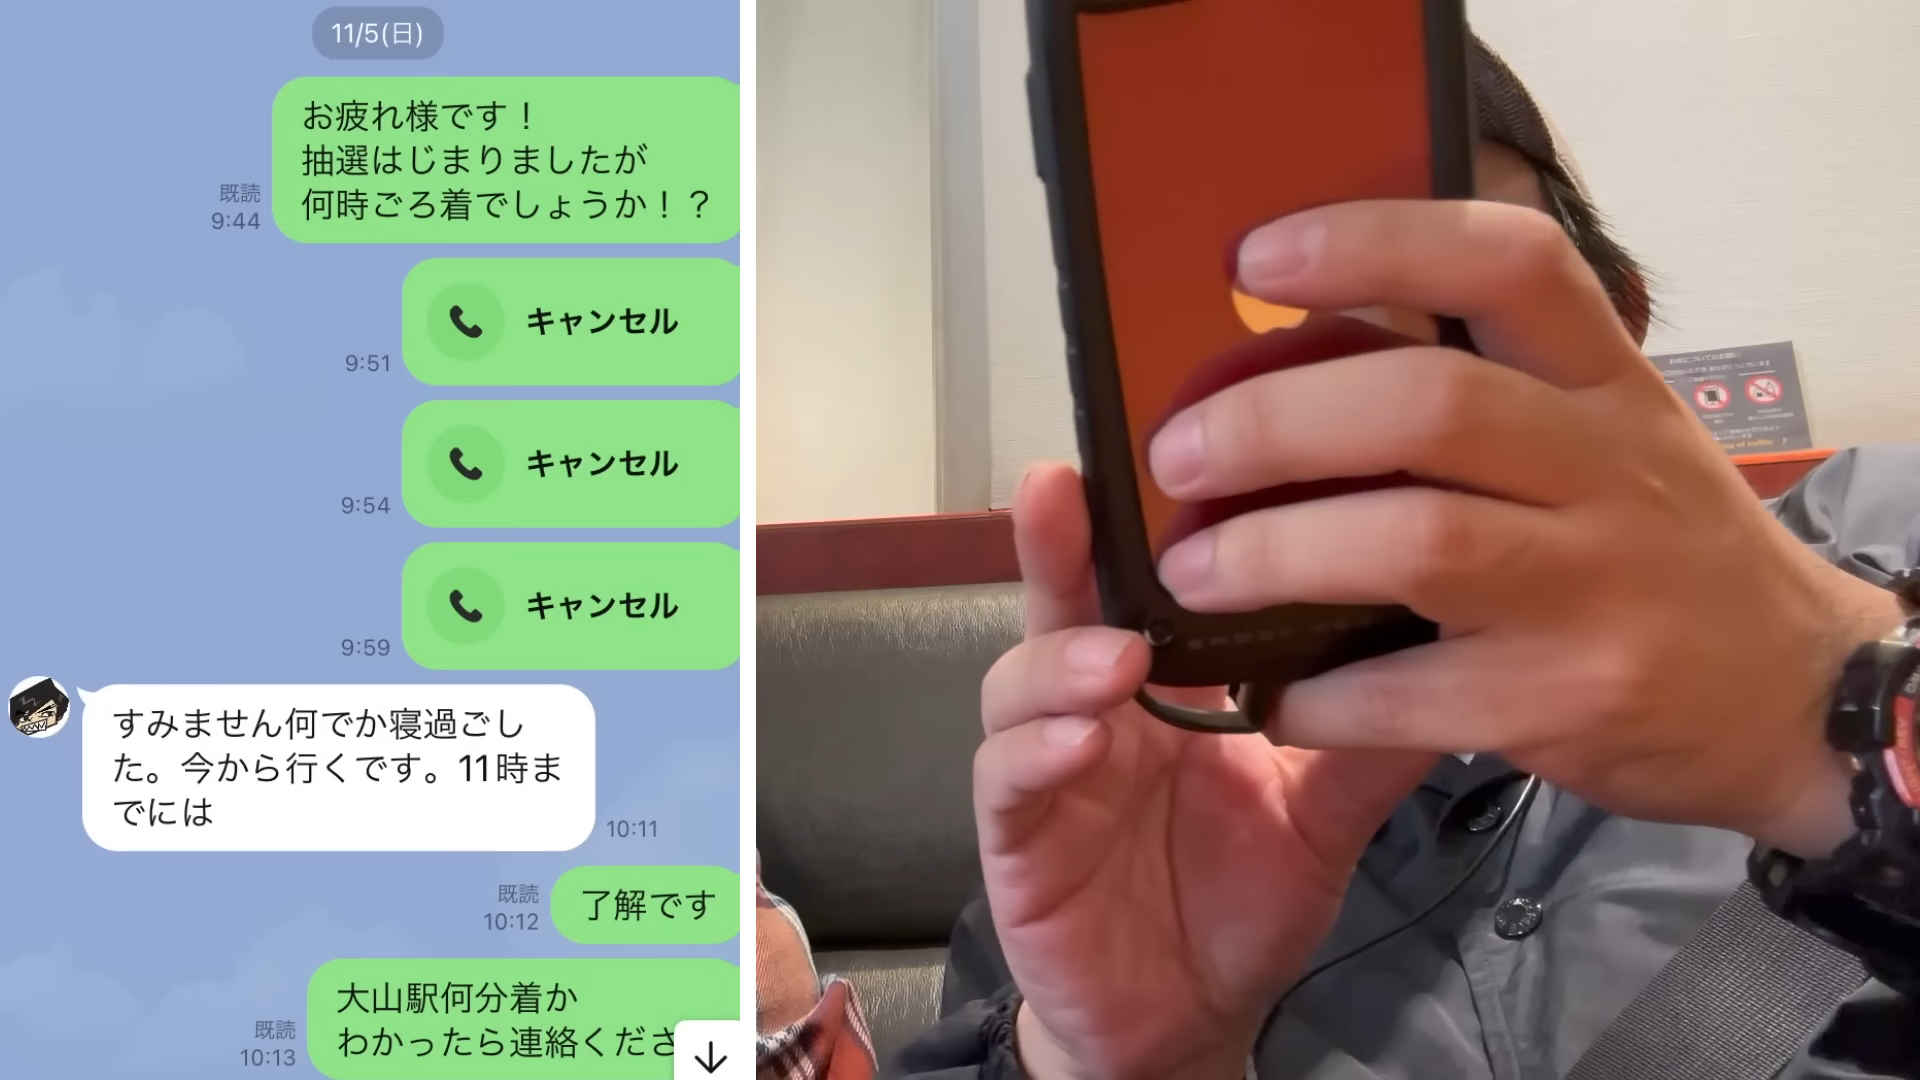 11/5(日)
お疲れ様です！
抽選はじまりましたが
何時ごろ着でしょうか！？
既読
9:44
キャンセル
9:51
キャンセル
9:54
キャンセル
9:59
すみません何でか寝過ごし
た。今から行くです。11時ま
でには
10:11
了解です
既読
10:12
大山駅何分着か
わかったら連絡くださ
既読
10:13